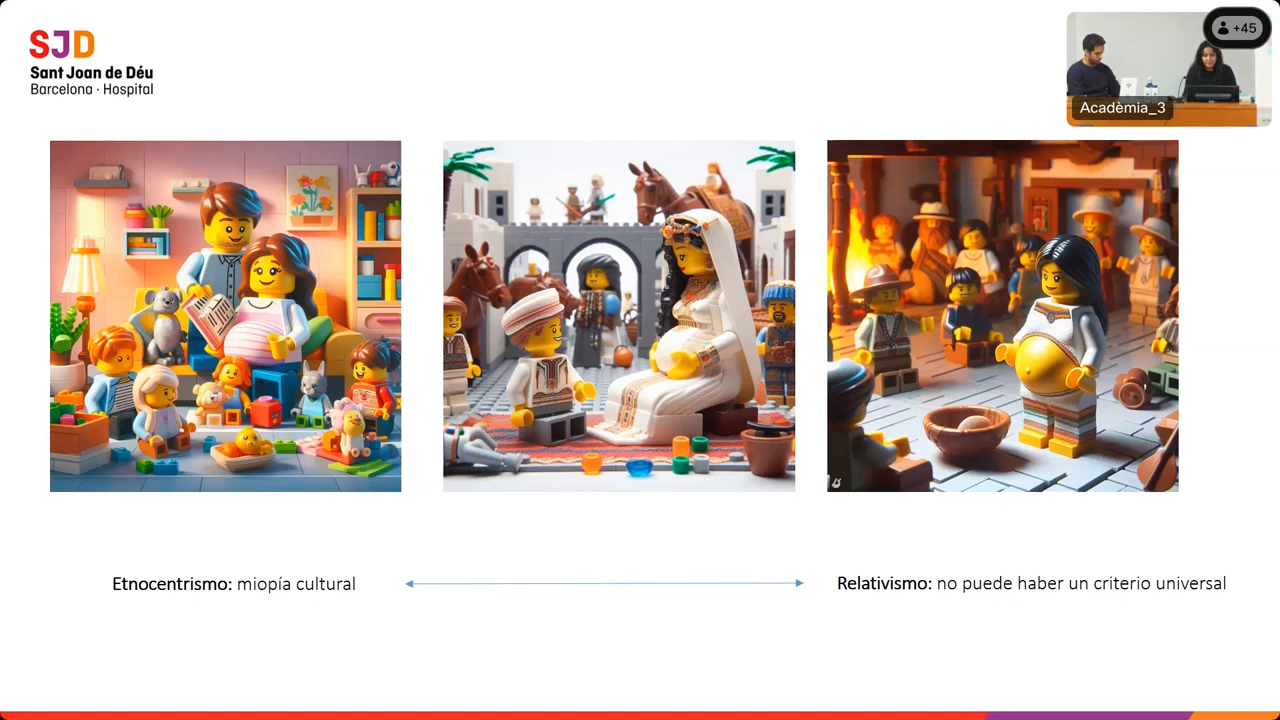 SJD
Sant Joan de Déu
Barcelona · Hospital
+45
Acadèmia_3
Etnocentrismo: miopía cultural
Relativismo: no puede haber un criterio universal